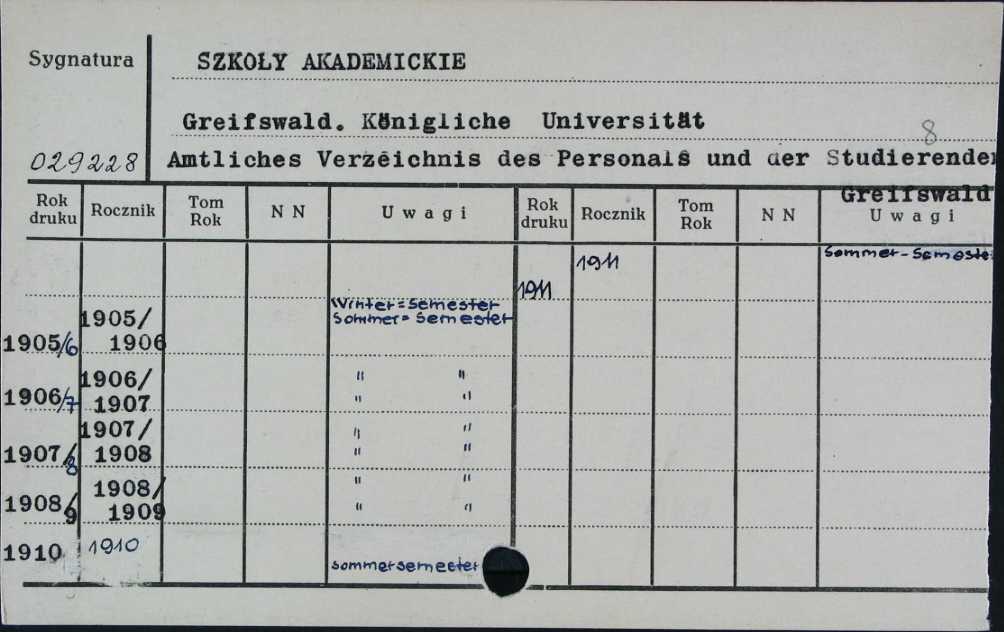 Sygnatura
SZKOŁY AKADEMICKIE
Greifswald. Königliche Universität
8
029228
Amtliches Verzeichnis des Personals und der Studierenden
Greifswald
Rok druku Rocznik Tom Rok N N Uwagi Rok druku Rocznik Tom Rok N N Uwagi
1911 1911 Sommer-Semester
Winter=Semester
Sommer=Semester
1905/6 1905/1906
" "
1906/7 1906/1907 " "
" "
1907/8 1907/1908 " "
" "
1908/9 1908/1909 " "
1910 1910 sommersemester